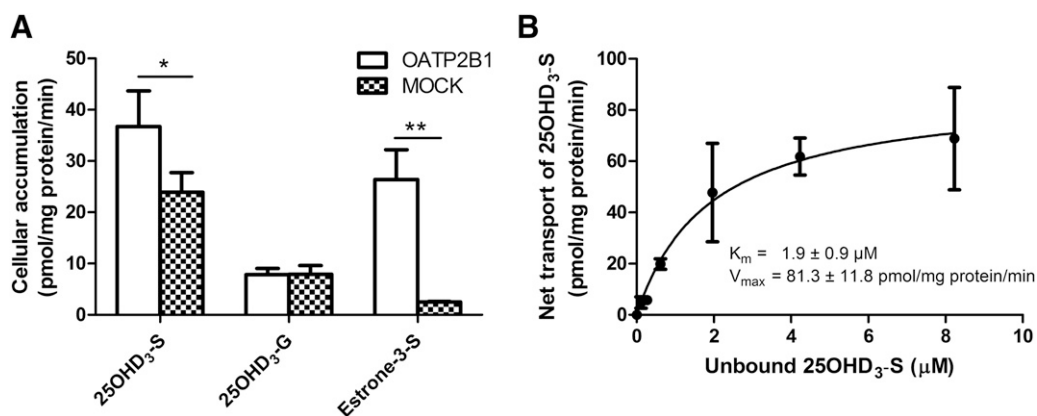 A
Cellular accumulation
(pmol/mg protein/min)
50
40
30
20
10
0
OATP2B1
MOCK
*
**
25OHD₃-S
25OHD₃-G
Estrone-3-S
B
Net transport of 25OHD₃-S
(pmol/mg protein/min)
100
80
60
40
20
0
Kₘ = 1.9 ± 0.9 µM
Vₘₐₓ = 81.3 ± 11.8 pmol/mg protein/min
0 2 4 6 8 10
Unbound 25OHD₃-S (µM)